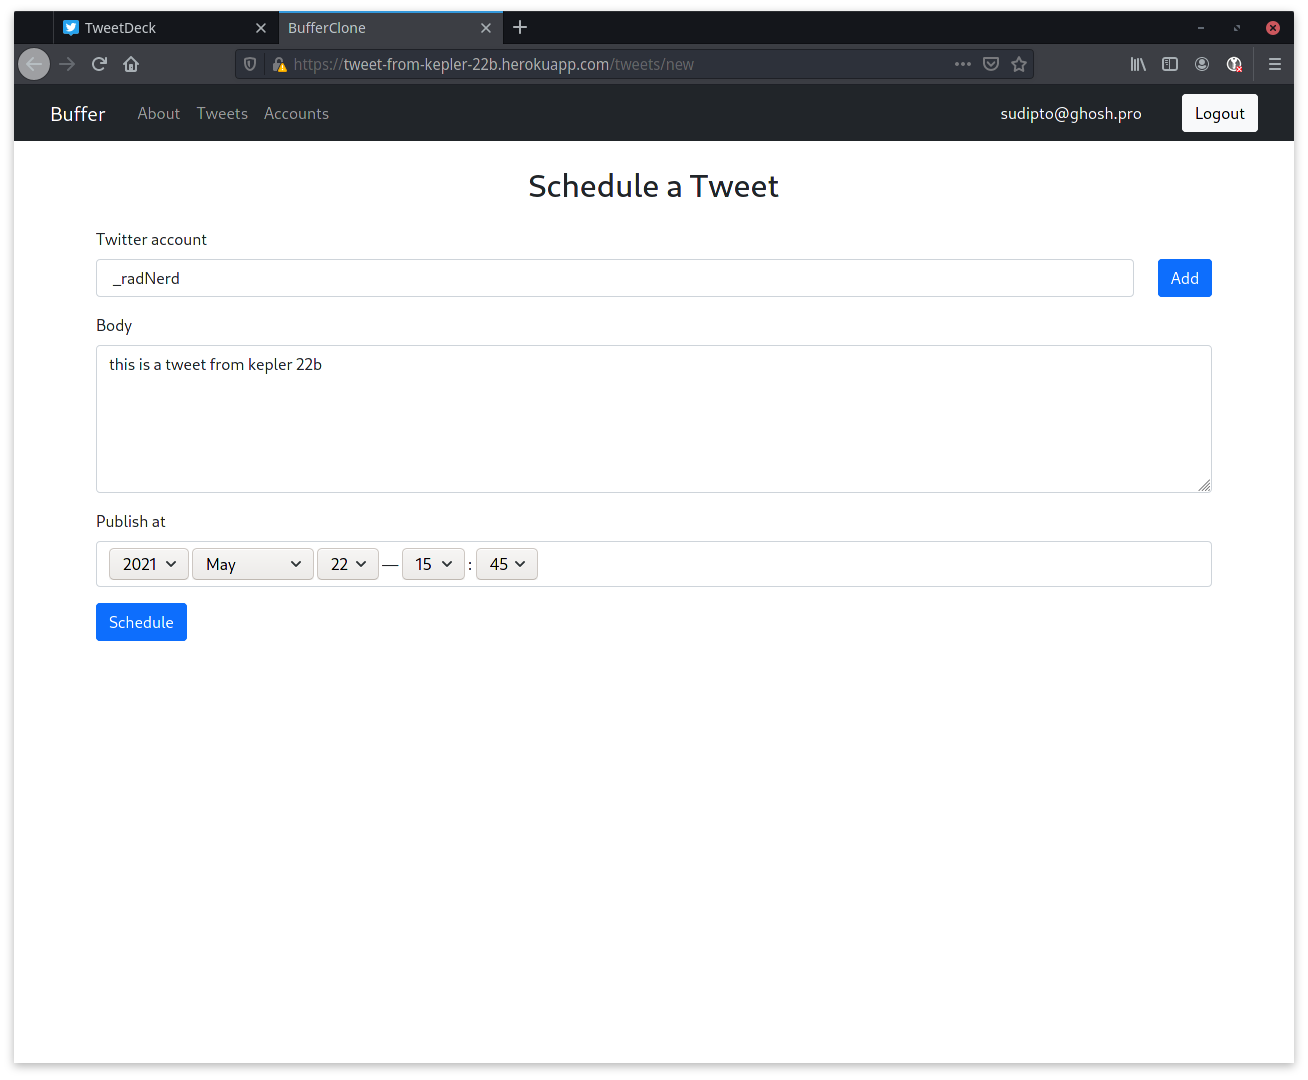 TweetDeck
BufferClone
https://tweet-from-kepler-22b.herokuapp.com/tweets/new
Buffer About Tweets Accounts sudipto@ghosh.pro Logout
Schedule a Tweet
Twitter account
_radNerd Add
Body
this is a tweet from kepler 22b
Publish at
2021 May 22 — 15 : 45
Schedule